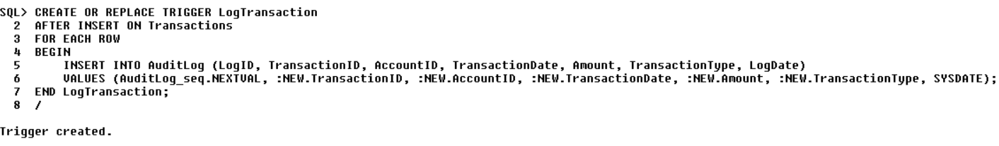 SQL> CREATE OR REPLACE TRIGGER LogTransaction
  2  AFTER INSERT ON Transactions
  3  FOR EACH ROW
  4  BEGIN
  5      INSERT INTO AuditLog (LogID, TransactionID, AccountID, TransactionDate, Amount, TransactionType, LogDate)
  6      VALUES (AuditLog_seq.NEXTVAL, :NEW.TransactionID, :NEW.AccountID, :NEW.TransactionDate, :NEW.Amount, :NEW.TransactionType, SYSDATE);
  7  END LogTransaction;
  8  /
Trigger created.